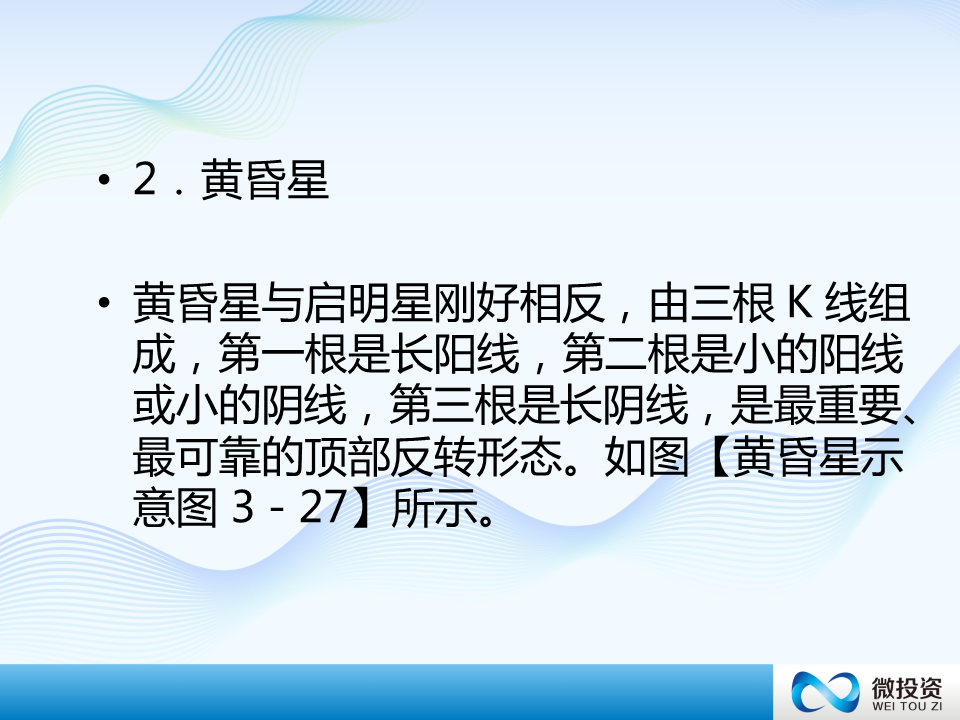 • 2．黄昏星
• 黄昏星与启明星刚好相反，由三根 K 线组
成，第一根是长阳线，第二根是小的阳线
或小的阴线，第三根是长阴线，是最重要、
最可靠的顶部反转形态。如图【黄昏星示
意图 3－27】所示。
微投资
WEI TOU ZI